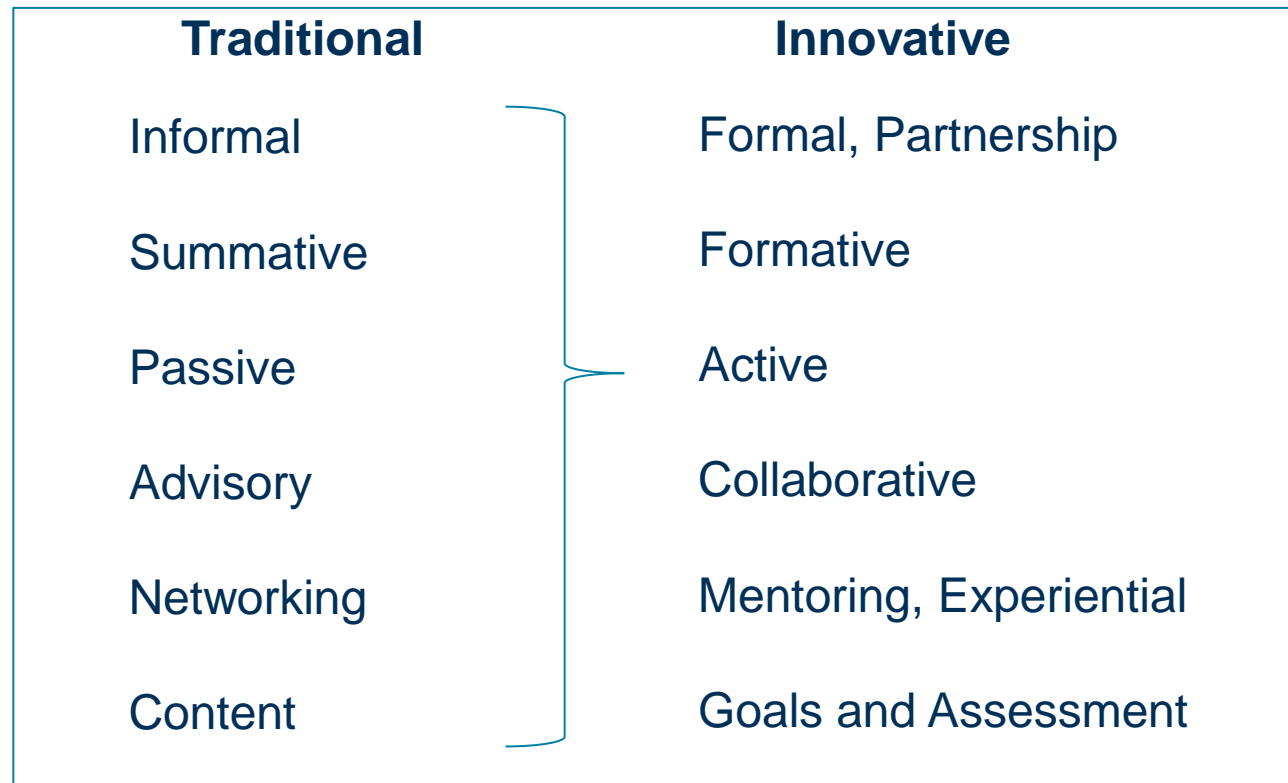 Traditional Innovative
Informal Formal, Partnership
Summative Formative
Passive Active
Advisory Collaborative
Networking Mentoring, Experiential
Content Goals and Assessment